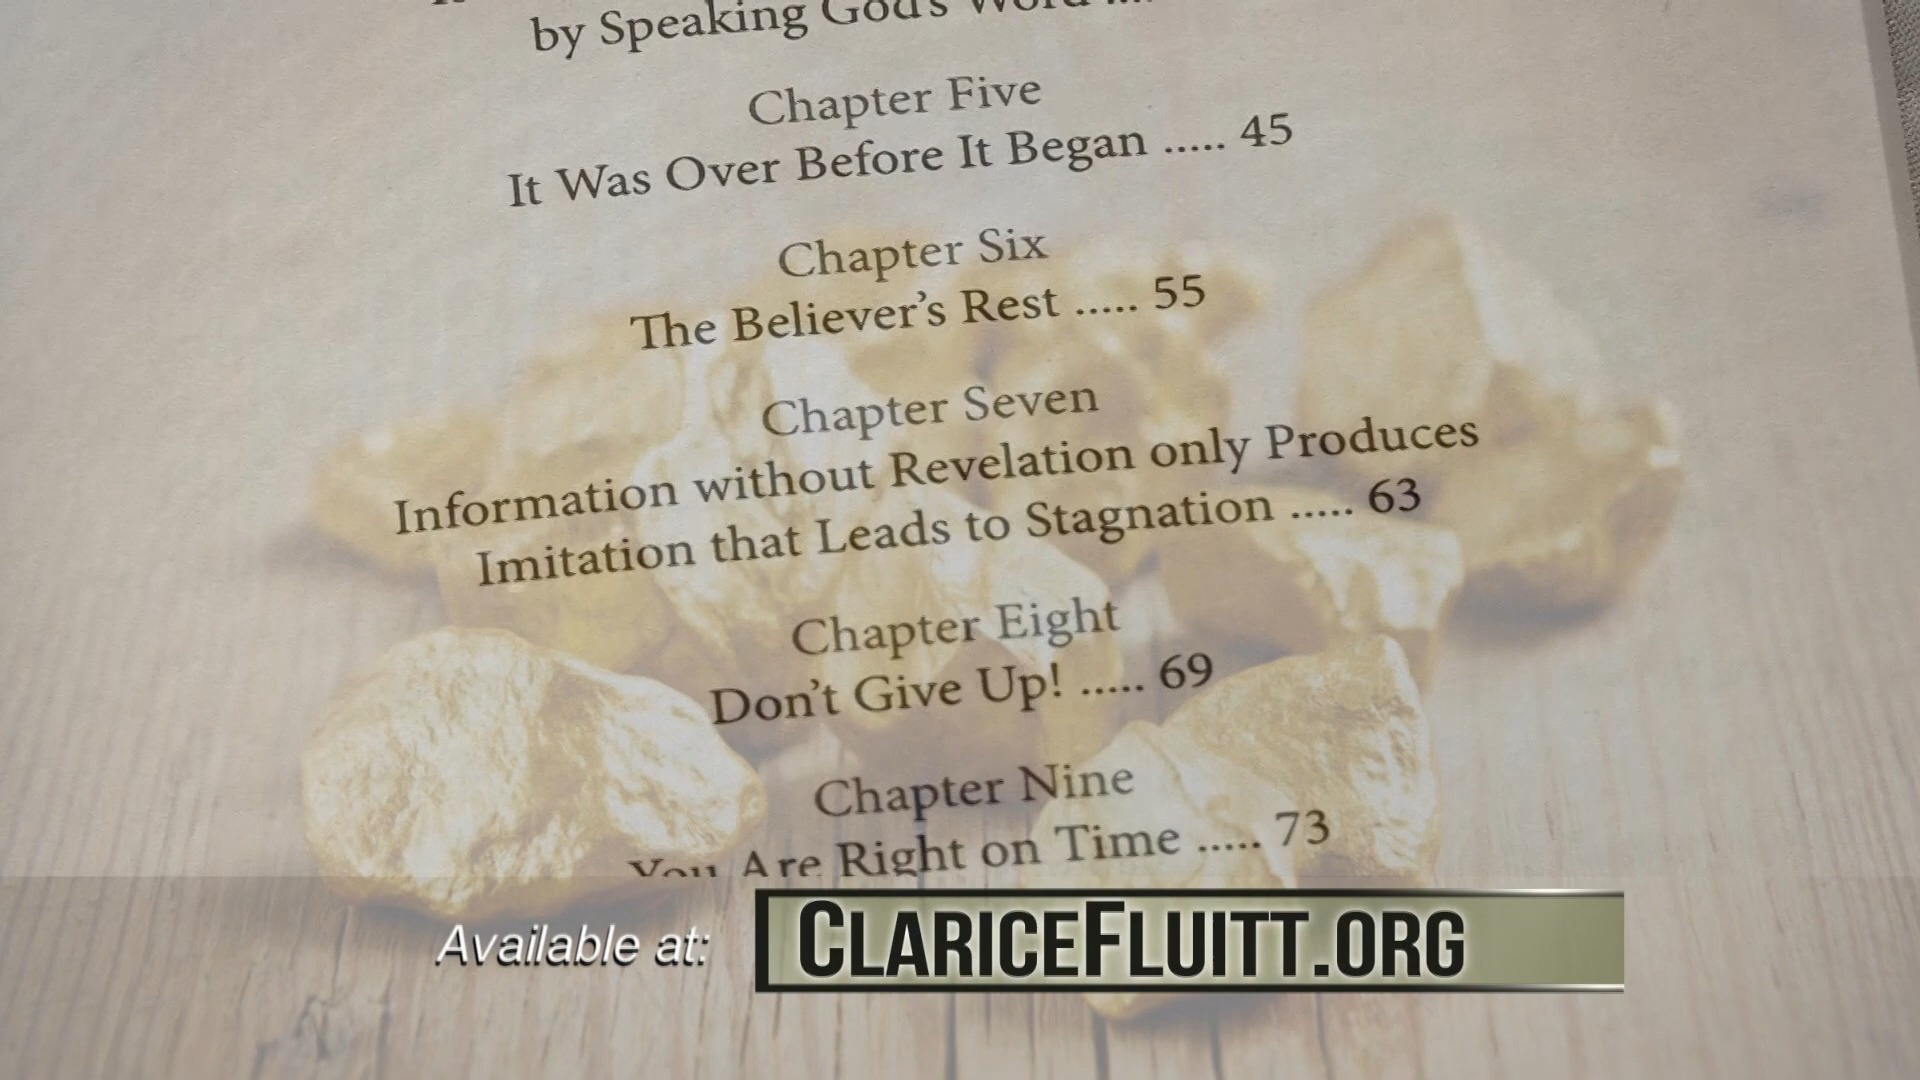 by Speaking God's Word ....
Chapter Five
It Was Over Before It Began ..... 45
Chapter Six
The Believer's Rest ..... 55
Chapter Seven
Information without Revelation only Produces
Imitation that Leads to Stagnation ..... 63
Chapter Eight
Don't Give Up! ..... 69
Chapter Nine
You Are Right on Time ..... 73
Available at:
CLARICEFLUITT.ORG